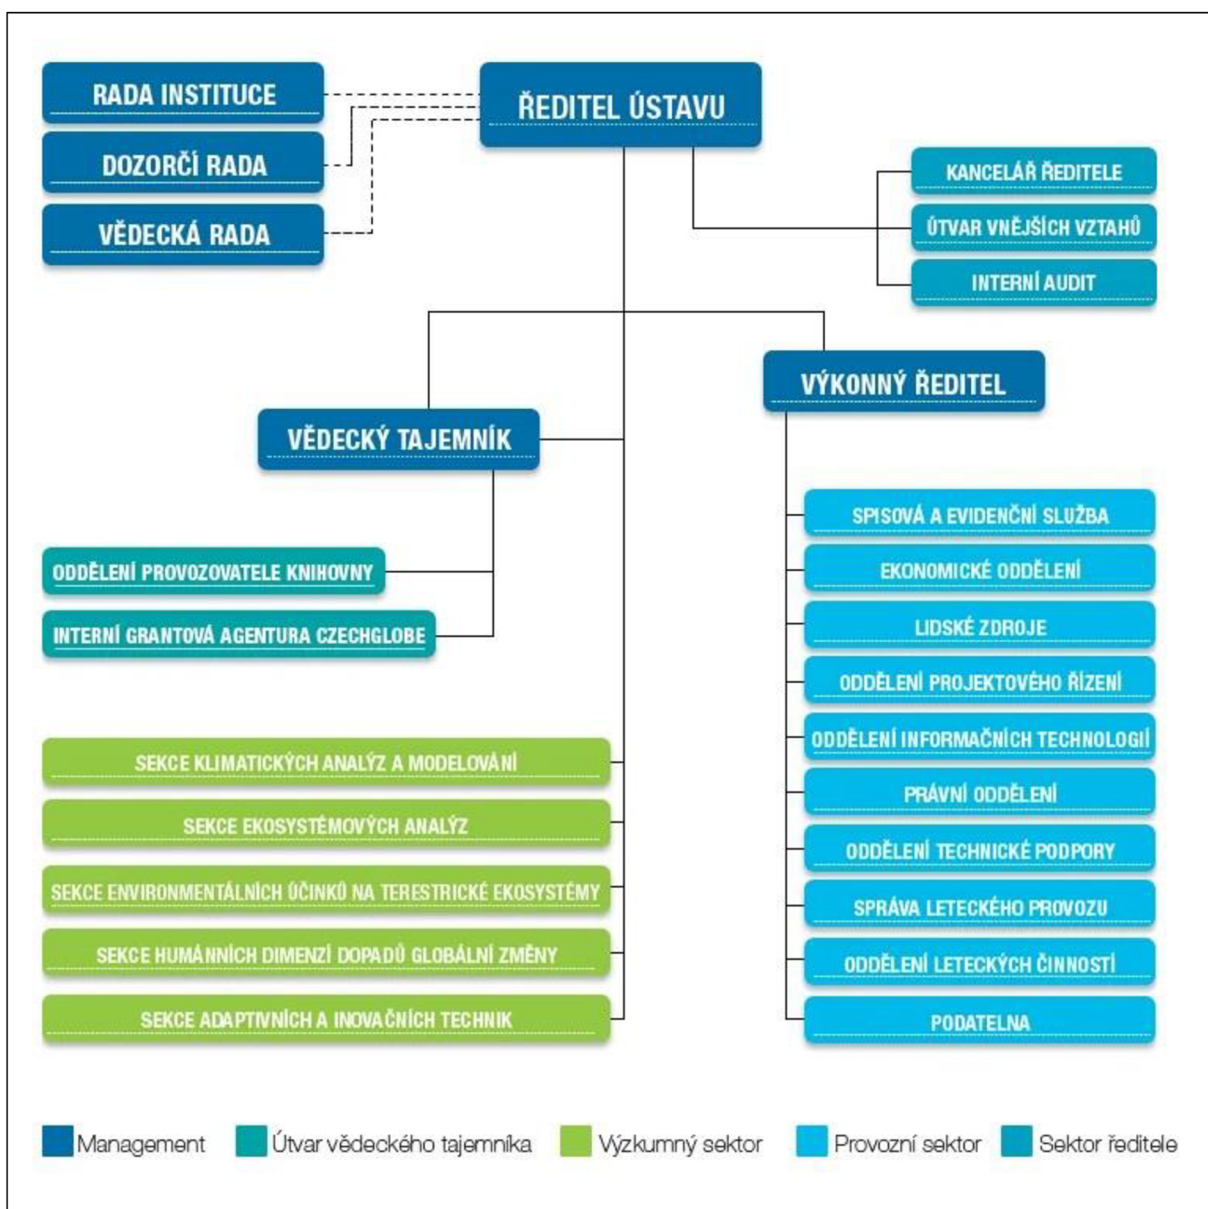 RADA INSTITUCE
DOZORČÍ RADA
VĚDECKÁ RADA
ŘEDITEL ÚSTAVU
KANCELÁŘ ŘEDITELE
ÚTVAR VNĚJŠÍCH VZTAHŮ
INTERNÍ AUDIT
VÝKONNÝ ŘEDITEL
VĚDECKÝ TAJEMNÍK
ODDĚLENÍ PROVOZOVATELE KNIHOVNY
INTERNÍ GRANTOVÁ AGENTURA CZECHGLOBE
SPISOVÁ A EVIDENČNÍ SLUŽBA
EKONOMICKÉ ODDĚLENÍ
LIDSKÉ ZDROJE
ODDĚLENÍ PROJEKTOVÉHO ŘÍZENÍ
ODDĚLENÍ INFORMAČNÍCH TECHNOLOGIÍ
PRÁVNÍ ODDĚLENÍ
ODDĚLENÍ TECHNICKÉ PODPORY
SPRÁVA LETECKÉHO PROVOZU
ODDĚLENÍ LETECKÝCH ČINNOSTÍ
PODATELNA
SEKCE KLIMATICKÝCH ANALÝZ A MODELOVÁNÍ
SEKCE EKOSYSTÉMOVÝCH ANALÝZ
SEKCE ENVIRONMENTÁLNÍCH ÚČINKŮ NA TERESTRICKÉ EKOSYSTÉMY
SEKCE HUMÁNNÍCH DIMENZÍ DOPADŮ GLOBÁLNÍ ZMĚNY
SEKCE ADAPTIVNÍCH A INOVAČNÍCH TECHNIK
Management
Útvar vědeckého tajemníka
Výzkumný sektor
Provozní sektor
Sektor ředitele